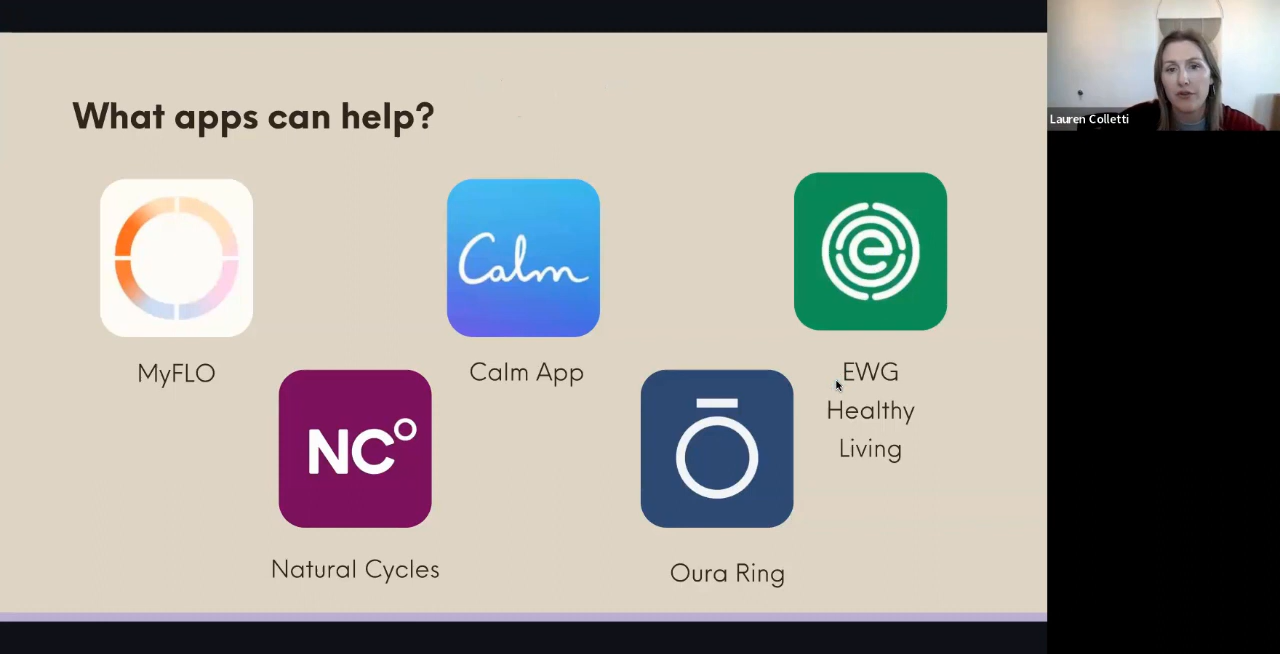 What apps can help?
Lauren Colletti
Calm
e
MyFLO
Calm App
EWG
Healthy
Living
NC°
Natural Cycles
Oura Ring